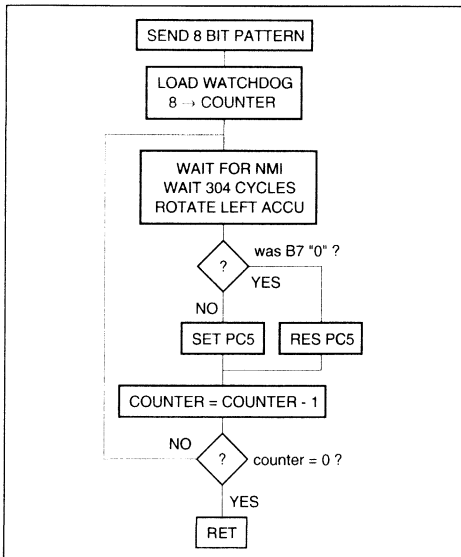 SEND 8 BIT PATTERN
LOAD WATCHDOG
8 → COUNTER
WAIT FOR NMI
WAIT 304 CYCLES
ROTATE LEFT ACCU
was B7 "0" ?
?
YES
NO
SET PC5
RES PC5
COUNTER = COUNTER - 1
NO
?
counter = 0 ?
YES
RET